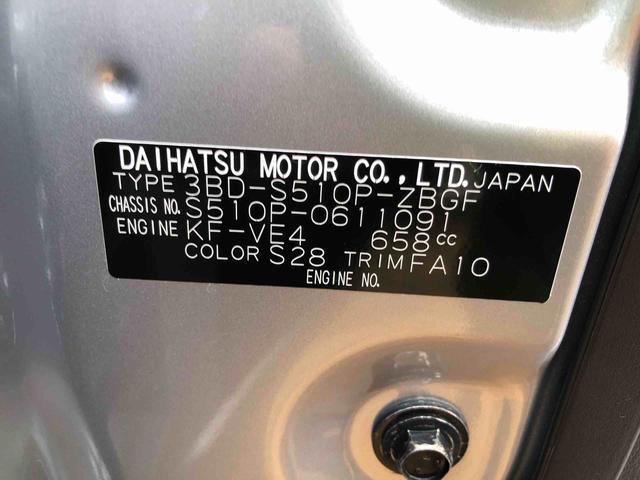 DAIHATSU MOTOR CO., LTD. JAPAN
TYPE 3BD-S510P-ZBGF
CHASSIS NO. S510P-0611091
ENGINE KF-VE4 658cc
COLOR S28 TRIM FA10
ENGINE NO.